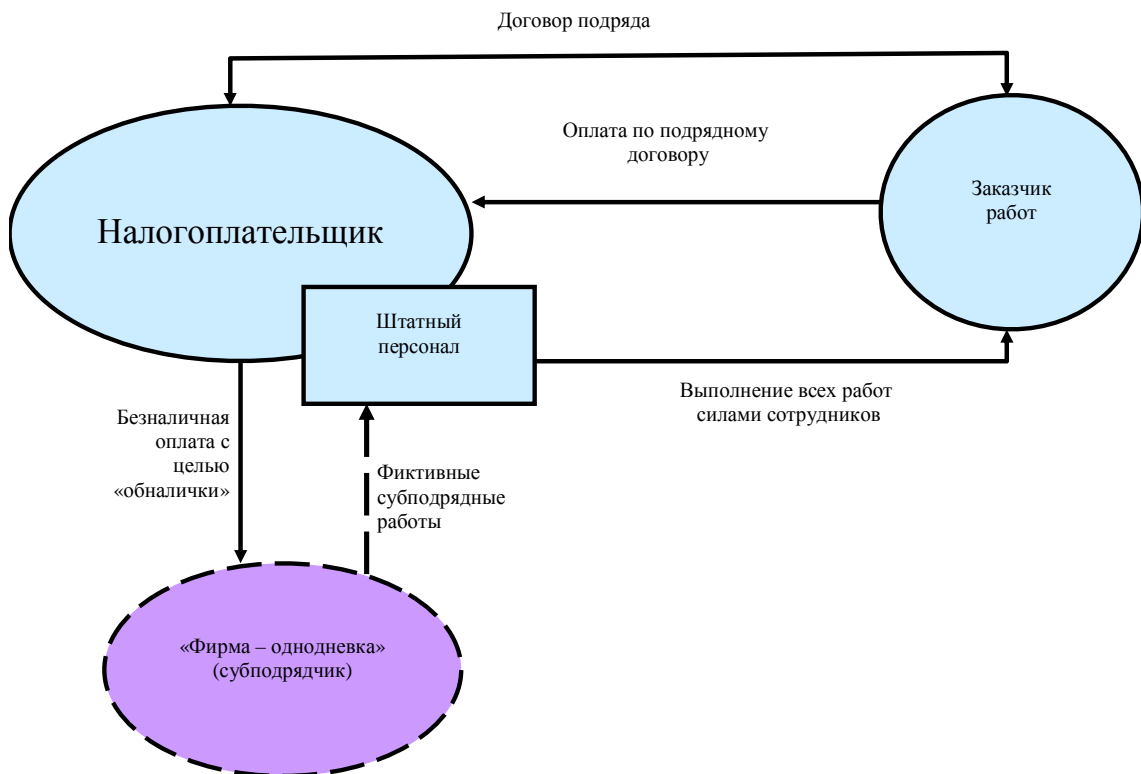 Договор подряда
Оплата по подрядному
договору
Заказчик
работ
Налогоплательщик
Штатный
персонал
Выполнение всех работ
силами сотрудников
Безналичная
оплата с
целью
«обналички»
Фиктивные
субподрядные
работы
«Фирма – однодневка»
(субподрядчик)